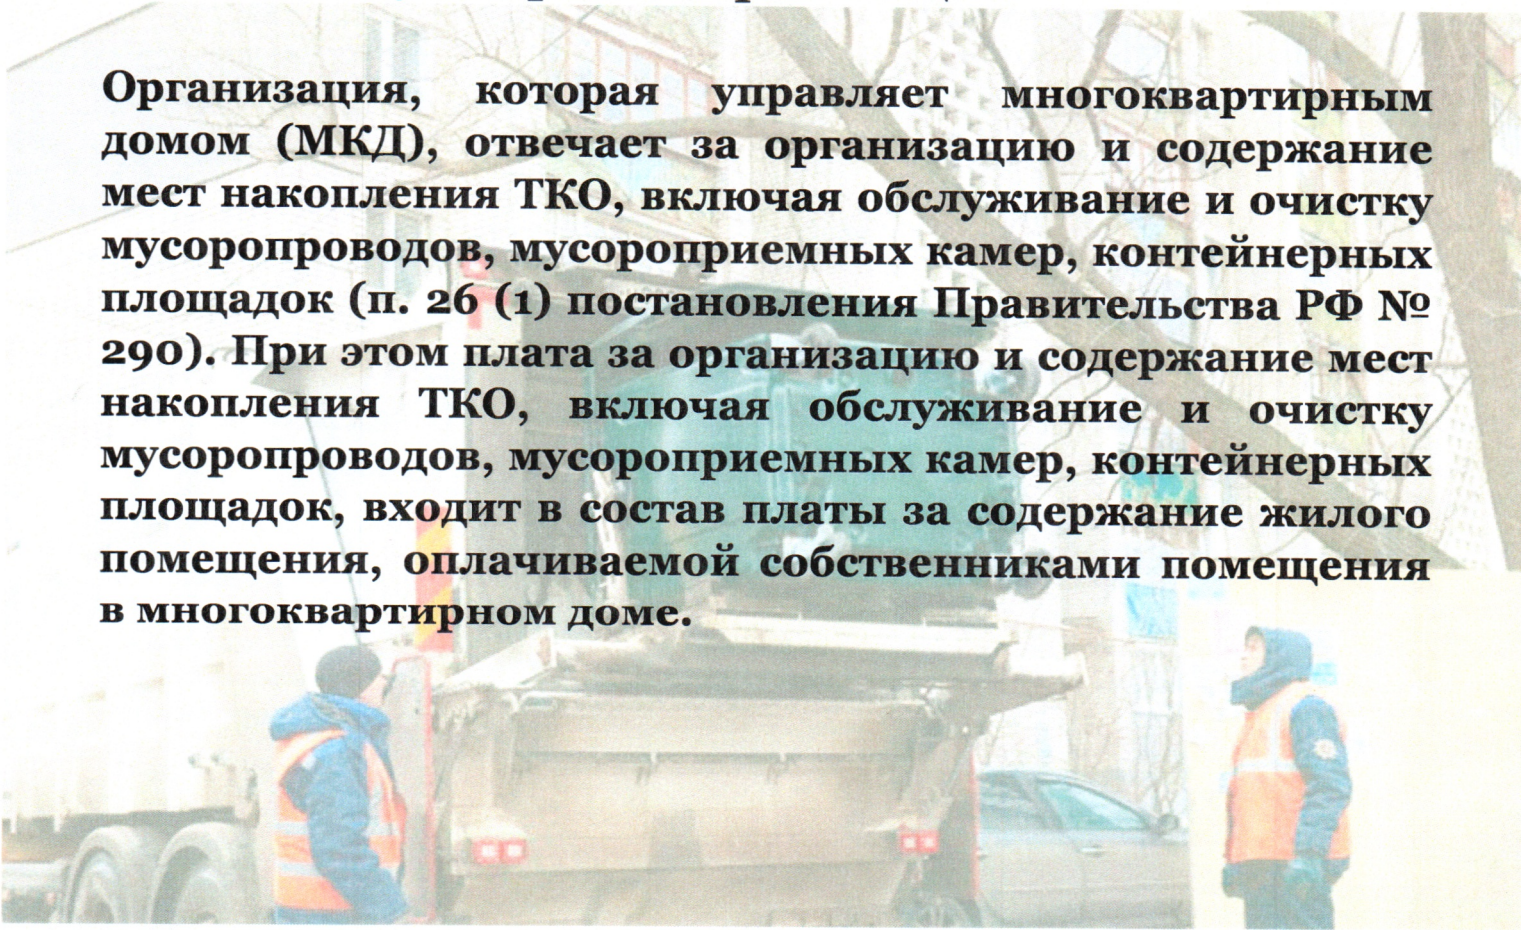 Организация, которая управляет многоквартирным
домом (МКД), отвечает за организацию и содержание
мест накопления ТКО, включая обслуживание и очистку
мусоропроводов, мусороприемных камер, контейнерных
площадок (п. 26 (1) постановления Правительства РФ №
290). При этом плата за организацию и содержание мест
накопления ТКО, включая обслуживание и очистку
мусоропроводов, мусороприемных камер, контейнерных
площадок, входит в состав платы за содержание жилого
помещения, оплачиваемой собственниками помещения
в многоквартирном доме.